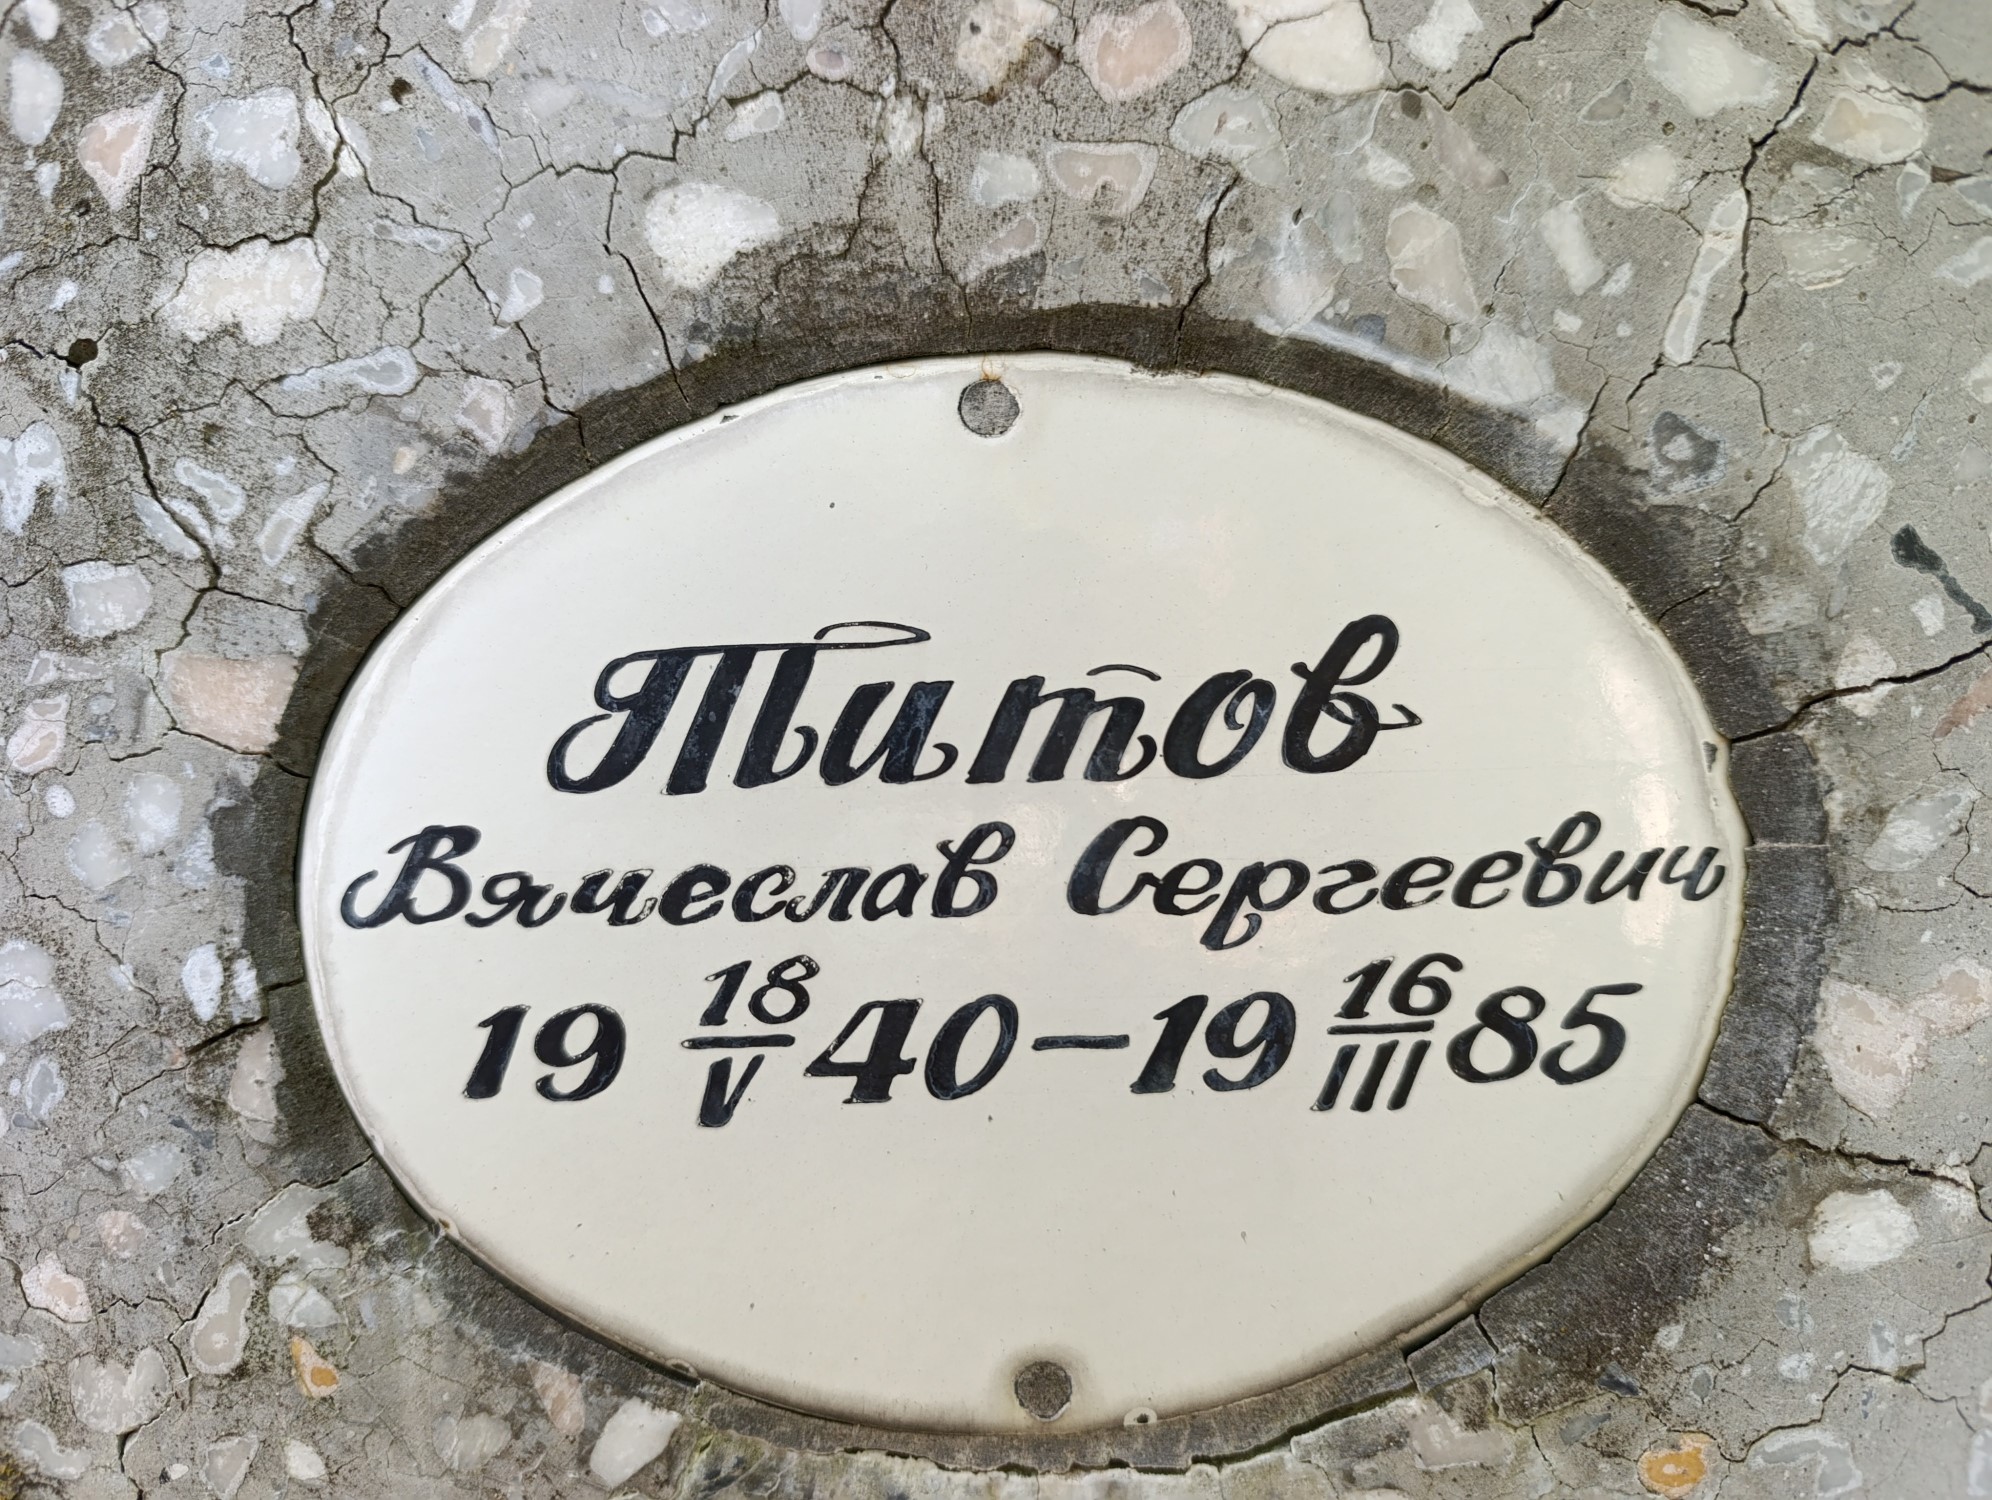 Титов
Вячеслав Сергеевич
19 18/V 40 – 19 16/III 85